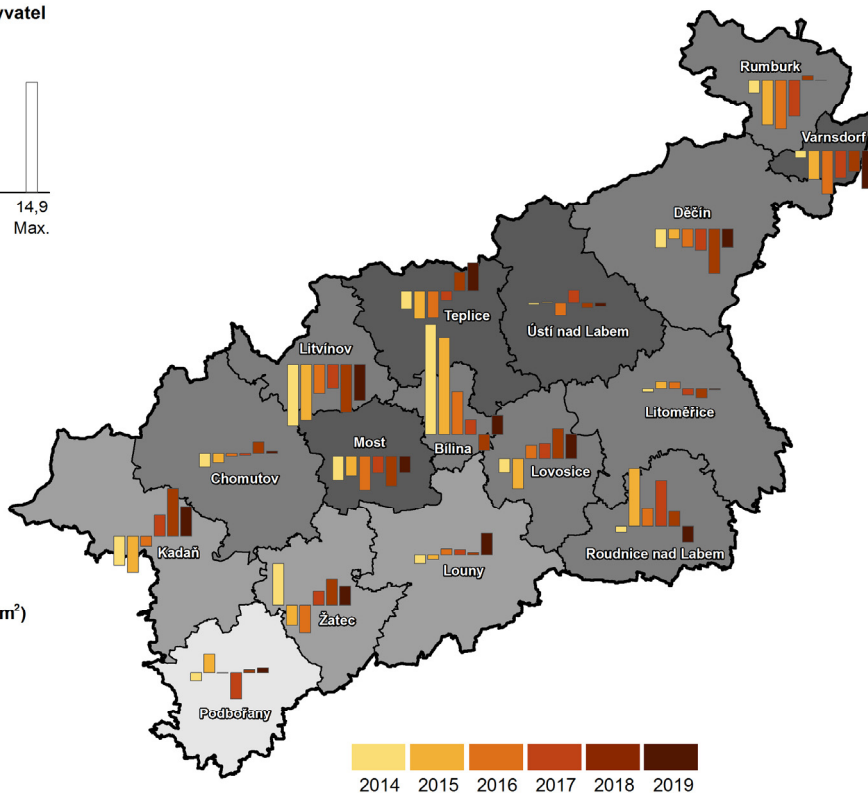 yvatel
14,9
Max.
Rumburk
Varnsdorf
Děčín
Teplice
Ústí nad Labem
Litvínov
Litoměřice
Most
Bílina
Lovosice
Chomutov
Kadaň
Roudnice nad Labem
Louny
Žatec
m²)
Podbořany
2014 2015 2016 2017 2018 2019